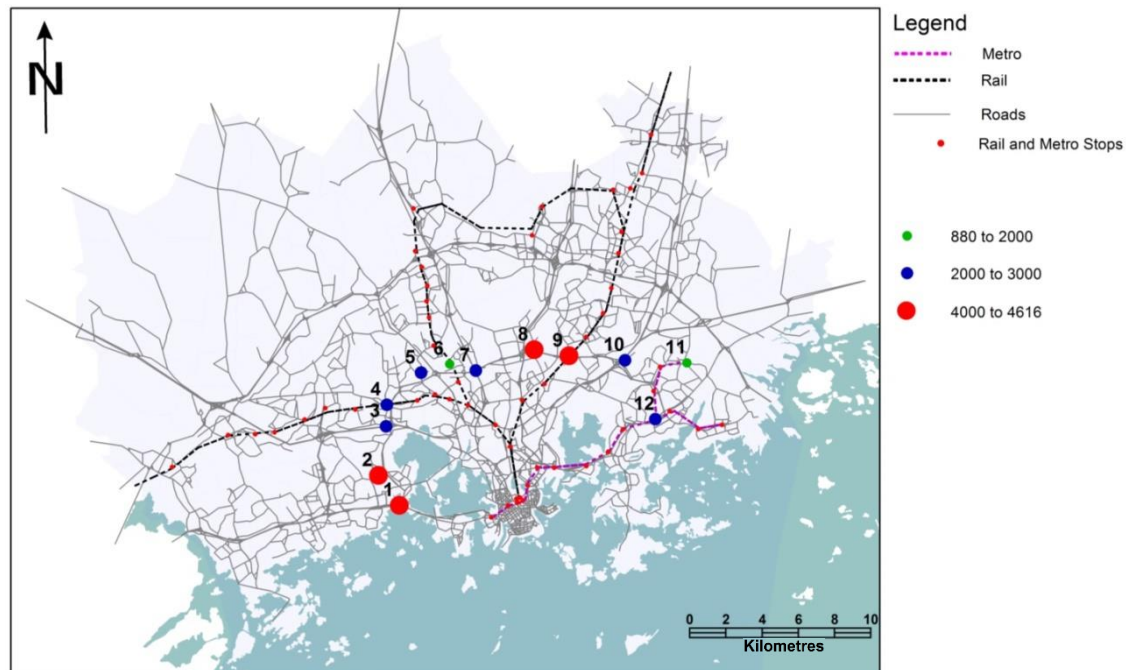 N
Legend
Metro
Rail
Roads
Rail and Metro Stops
880 to 2000
2000 to 3000
4000 to 4616
8
9
10
11
7
6
5
4
3
12
2
1
0 2 4 6 8 10
Kilometres